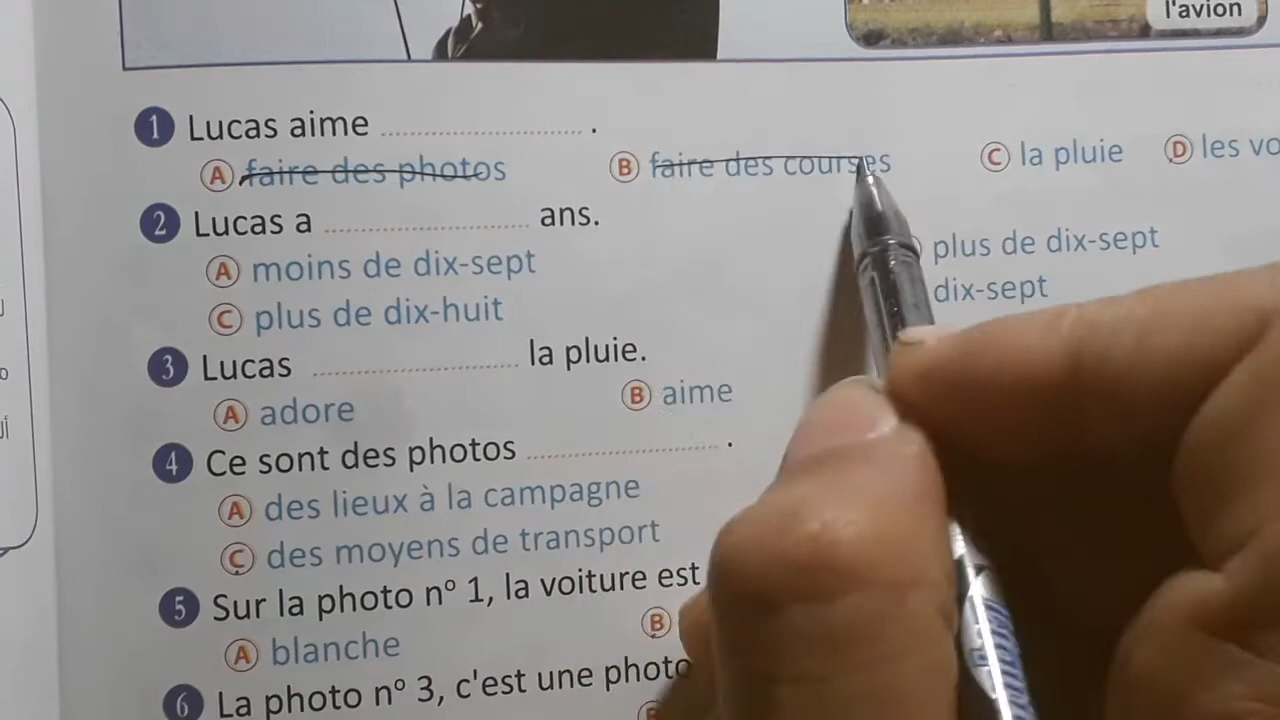 l'avion
1 Lucas aime .......................... .
A faire des photos B faire des courses C la pluie D les
2 Lucas a .......................... ans.
A moins de dix-sept plus de dix-sept
C plus de dix-huit dix-sept
3 Lucas .......................... la pluie.
A adore B aime
4 Ce sont des photos .......................... .
A des lieux à la campagne
C des moyens de transport
5 Sur la photo nº 1, la voiture est
A blanche B
6 La photo nº 3, c'est une photo